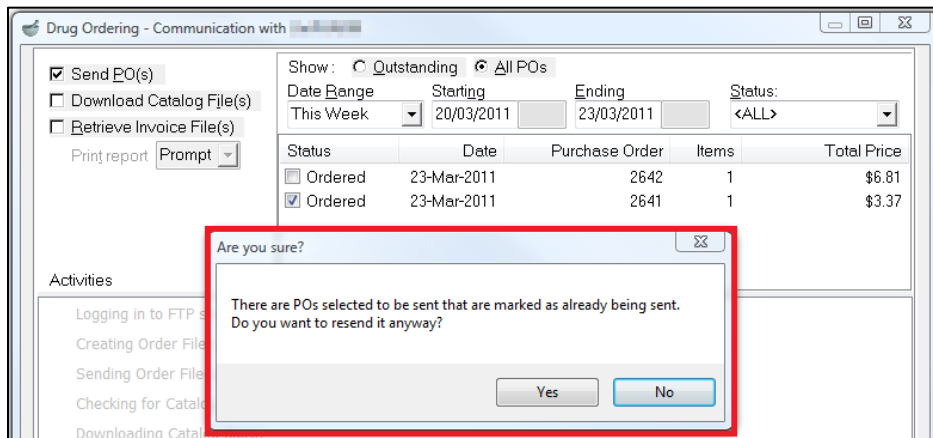 Drug Ordering - Communication with
Send PO(s)
Download Catalog File(s)
Retrieve Invoice File(s)
Print report Prompt
Show: Outstanding All POs
Date Range Starting Ending Status:
This Week 20/03/2011 23/03/2011 <ALL>
Status Date Purchase Order Items Total Price
Ordered 23-Mar-2011 2642 1 $6.81
Ordered 23-Mar-2011 2641 1 $3.37
Are you sure?
There are POs selected to be sent that are marked as already being sent.
Do you want to resend it anyway?
Yes No
Activities
Logging in to FTP s
Creating Order File
Sending Order File
Checking for Catalo
Downloading Catal